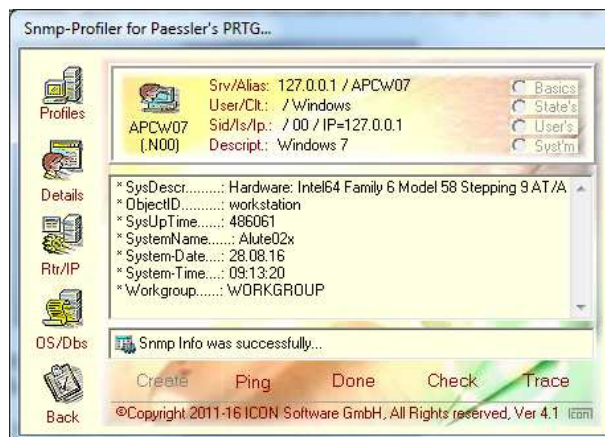 Snmp-Profiler for Paessler's PRTG...
Profiles
Details
Rtr/IP
OS/Dbs
Back
APCW07
(.N00)
Srv/Alias: 127.0.0.1 / APCW07
User/Clt.: / Windows
Sid/Is/Ip.: / 00 / IP=127.0.0.1
Descript.: Windows 7
Basics
State's
User's
Syst'm
* SysDescr.......: Hardware: Intel64 Family 6 Model 58 Stepping 9 AT/A
* ObjectID.........: workstation
* SysUpTime.....: 486061
* SystemName......: Alute02x
* System-Date....: 28.08.16
* System-Time....: 09:13:20
* Workgroup......: WORKGROUP
Snmp Info was successfully...
Create Ping Done Check Trace
©Copyright 2011-16 ICON Software GmbH, All Rights reserved, Ver 4.1 icon